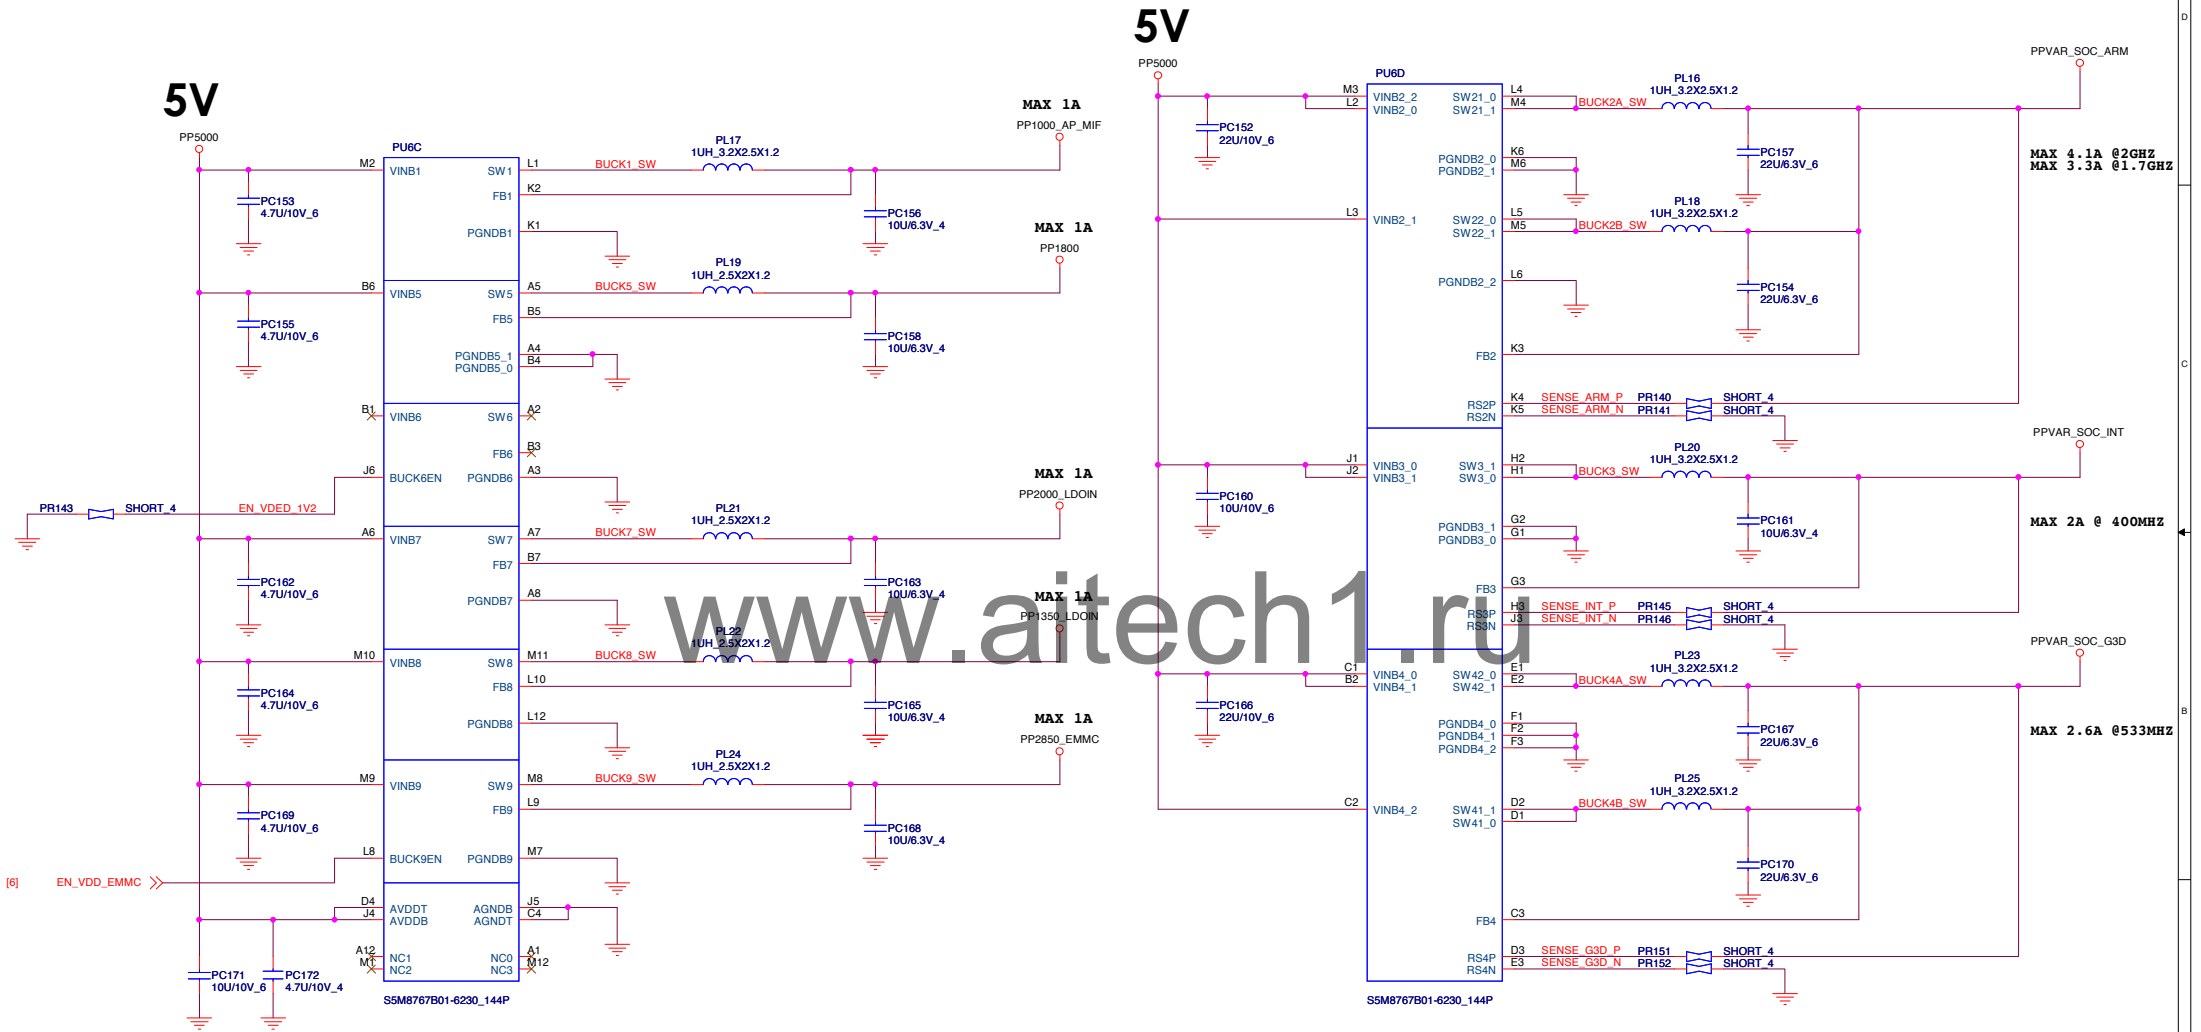 5V
PP5000
PU6C
M2 VINB1 SW1 L1 BUCK1_SW
PL17
1UH_3.2X2.5X1.2
MAX 1A
PP1000_AP_MIF
FB1 K2
PC153
4.7U/10V_6
PC156
10U/6.3V_4
PGNDB1 K1
MAX 1A
PP1800
PL19
1UH_2.5X2X1.2
B6 VINB5 SW5 A5 BUCK5_SW
FB5 B5
PC155
4.7U/10V_6
PC158
10U/6.3V_4
PGNDB5_1 A4
PGNDB5_0 B4
B1 VINB6 SW6 A2
FB6 B3
J6 BUCK6EN PGNDB6 A3
PR143 SHORT_4 EN_VDED_1V2
MAX 1A
PP2000_LDOIN
PL21
1UH_2.5X2X1.2
A6 VINB7 SW7 A7 BUCK7_SW
FB7 B7
PC162
4.7U/10V_6
PC163
10U/6.3V_4
PGNDB7 A8
MAX 1A
PP1350_LDOIN
PL22
1UH_2.5X2X1.2
M10 VINB8 SW8 M11 BUCK8_SW
FB8 L10
PC164
4.7U/10V_6
PC165
10U/6.3V_4
PGNDB8 L12
MAX 1A
PP2850_EMMC
PL24
1UH_2.5X2X1.2
M9 VINB9 SW9 M8 BUCK9_SW
FB9 L9
PC169
4.7U/10V_6
PC168
10U/6.3V_4
L8 BUCK9EN PGNDB9 M7
[6] EN_VDD_EMMC
D4 AVDDT AGNDB J5
J4 AVDDB AGNDT C4
A12 NC1 NC0 A1
M1 NC2 NC3 M12
PC171
10U/10V_6
PC172
4.7U/10V_4
S5M8767B01-6230_144P
5V
PP5000
PU6D
M3 VINB2_2 SW21_0 L4
L2 VINB2_0 SW21_1 M4 BUCK2A_SW
PL16
1UH_3.2X2.5X1.2
PPVAR_SOC_ARM
PC152
22U/10V_6
PGNDB2_0 K6
PGNDB2_1 M6
PC157
22U/6.3V_6
MAX 4.1A @2GHZ
MAX 3.3A @1.7GHZ
PL18
1UH_3.2X2.5X1.2
L3 VINB2_1 SW22_0 L5
SW22_1 M5 BUCK2B_SW
PGNDB2_2 L6
PC154
22U/6.3V_6
FB2 K3
RS2P K4 SENSE_ARM_P PR140 SHORT_4
RS2N K5 SENSE_ARM_N PR141 SHORT_4
PPVAR_SOC_INT
PL20
1UH_3.2X2.5X1.2
J1 VINB3_0 SW3_1 H2
J2 VINB3_1 SW3_0 H1 BUCK3_SW
PC160
10U/10V_6
PGNDB3_1 G2
PGNDB3_0 G1
PC161
10U/6.3V_4
MAX 2A @ 400MHZ
FB3 G3
RS3P H3 SENSE_INT_P PR145 SHORT_4
RS3N J3 SENSE_INT_N PR146 SHORT_4
PPVAR_SOC_G3D
PL23
1UH_3.2X2.5X1.2
C1 VINB4_0 SW42_0 E1
B2 VINB4_1 SW42_1 E2 BUCK4A_SW
PC166
22U/10V_6
PGNDB4_0 F1
PGNDB4_1 F2
PGNDB4_2 F3
PC167
22U/6.3V_6
MAX 2.6A @533MHZ
PL25
1UH_3.2X2.5X1.2
C2 VINB4_2 SW41_1 D2 BUCK4B_SW
SW41_0 D1
PC170
22U/6.3V_6
FB4 C3
RS4P D3 SENSE_G3D_P PR151 SHORT_4
RS4N E3 SENSE_G3D_N PR152 SHORT_4
S5M8767B01-6230_144P
D
C
B
www.aitech1.ru